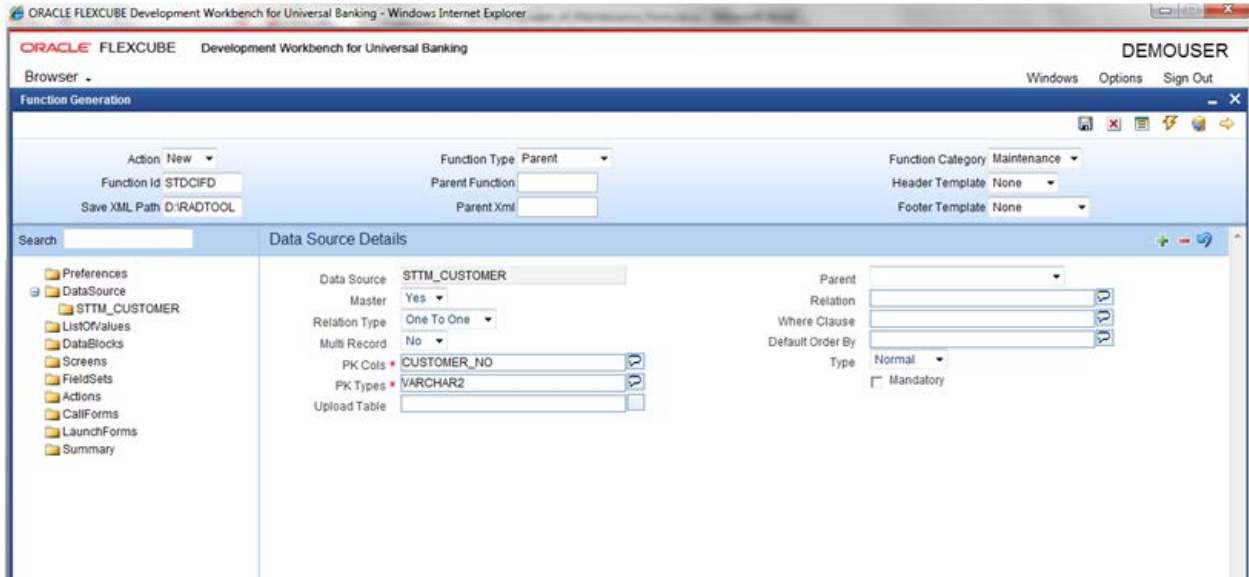 ORACLE FLEXCUBE Development Workbench for Universal Banking - Windows Internet Explorer
ORACLE FLEXCUBE Development Workbench for Universal Banking DEMOUSER
Browser Windows Options Sign Out
Function Generation
Action New Function Type Parent Function Category Maintenance
Function Id STDCIFD Parent Function Header Template None
Save XML Path D:\RADTOOL Parent Xml Footer Template None
Search Data Source Details
Preferences
DataSource
STTM_CUSTOMER
ListOfValues
DataBlocks
Screens
FieldSets
Actions
CallForms
LaunchForms
Summary
Data Source STTM_CUSTOMER Parent
Master Yes Relation
Relation Type One To One Where Clause
Multi Record No Default Order By
PK Cols * CUSTOMER_NO Type Normal
PK Types * VARCHAR2 Mandatory
Upload Table